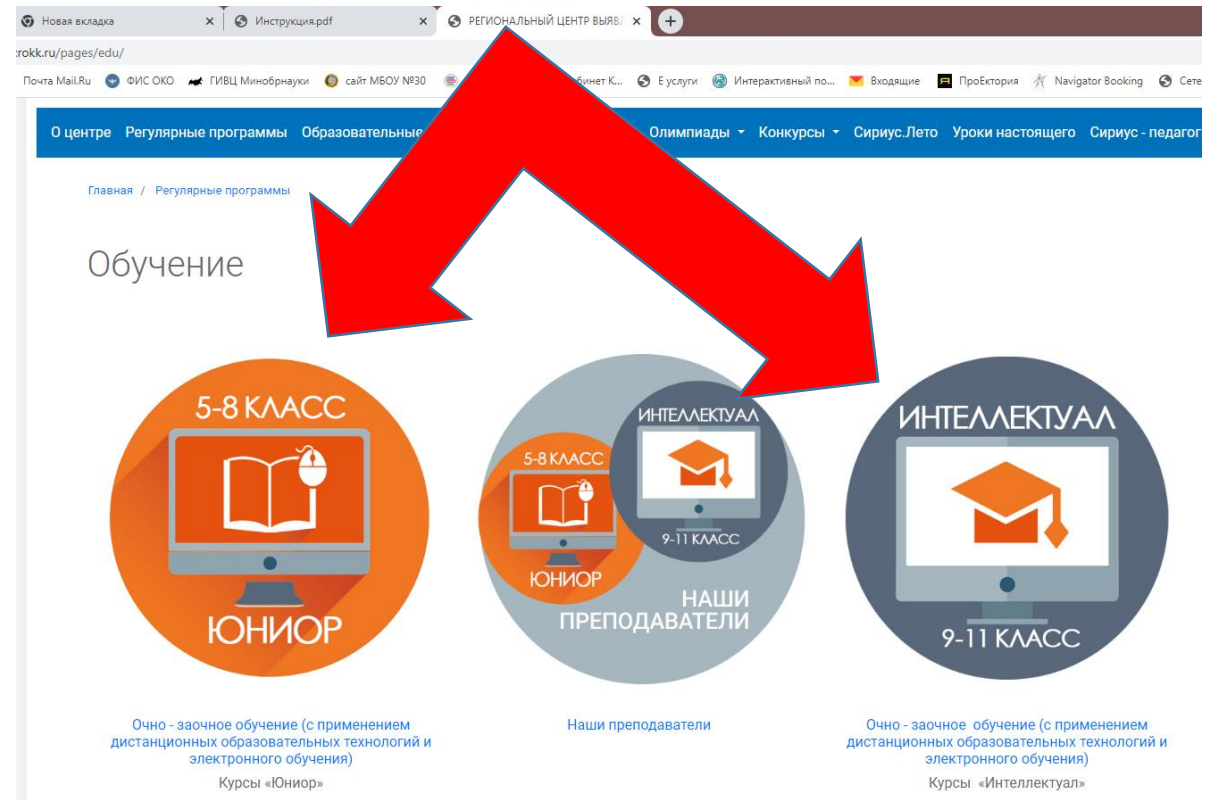 Новая вкладка
Инструкция.pdf
РЕГИОНАЛЬНЫЙ ЦЕНТР ВЫЯВ
rokk.ru/pages/edu/
Почта Mail.Ru ФИС ОКО ГИВЦ Минобрнауки сайт МБОУ №30 К... Е услуги Интерактивный по... Входящие ПроЕктория Navigator Booking Сете
О центре Регулярные программы Образовательные Олимпиады Конкурсы Сириус.Лето Уроки настоящего Сириус - педагог
Главная / Регулярные программы
Обучение
5-8 КЛАСС
ЮНИОР
ИНТЕЛЛЕКТУАЛ
5-8 КЛАСС
9-11 КЛАСС
ЮНИОР
НАШИ
ПРЕПОДАВАТЕЛИ
ИНТЕЛЛЕКТУАЛ
9-11 КЛАСС
Очно - заочное обучение (с применением
дистанционных образовательных технологий и
электронного обучения)
Курсы «Юниор»
Наши преподаватели
Очно - заочное обучение (с применением
дистанционных образовательных технологий и
электронного обучения)
Курсы «Интеллектуал»